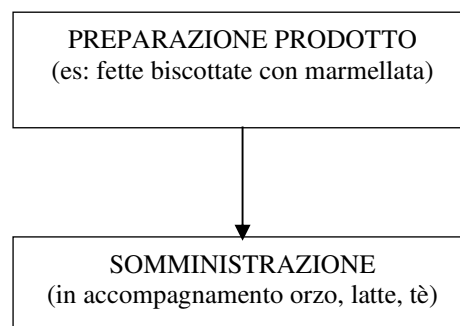 PREPARAZIONE PRODOTTO
(es: fette biscottate con marmellata)
SOMMINISTRAZIONE
(in accompagnamento orzo, latte, tè)